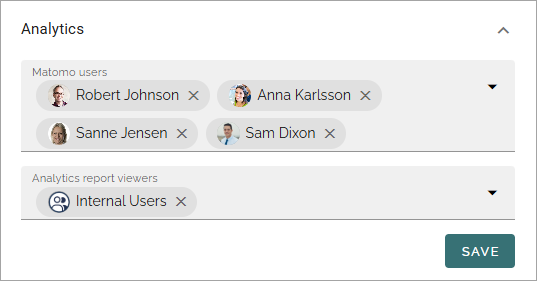 Analytics
Matomo users
Robert Johnson Anna Karlsson
Sanne Jensen Sam Dixon
Analytics report viewers
Internal Users
SAVE